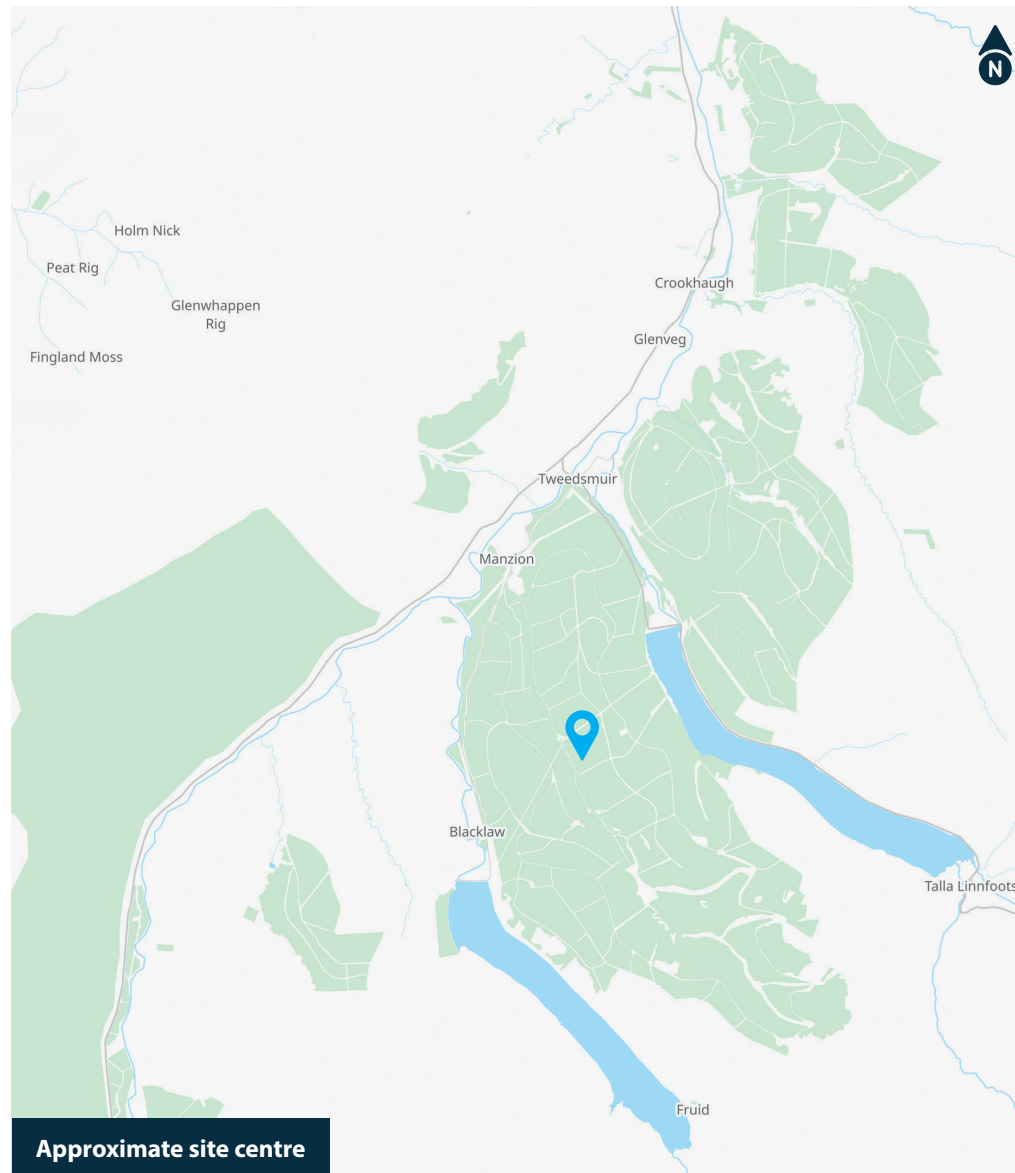 N
Holm Nick
Peat Rig
Crookhaugh
Glenwhappen
Rig
Glenveg
Fingland Moss
Tweedsmuir
Manzion
Blacklaw
Talla Linnfoots
Fruid
Approximate site centre